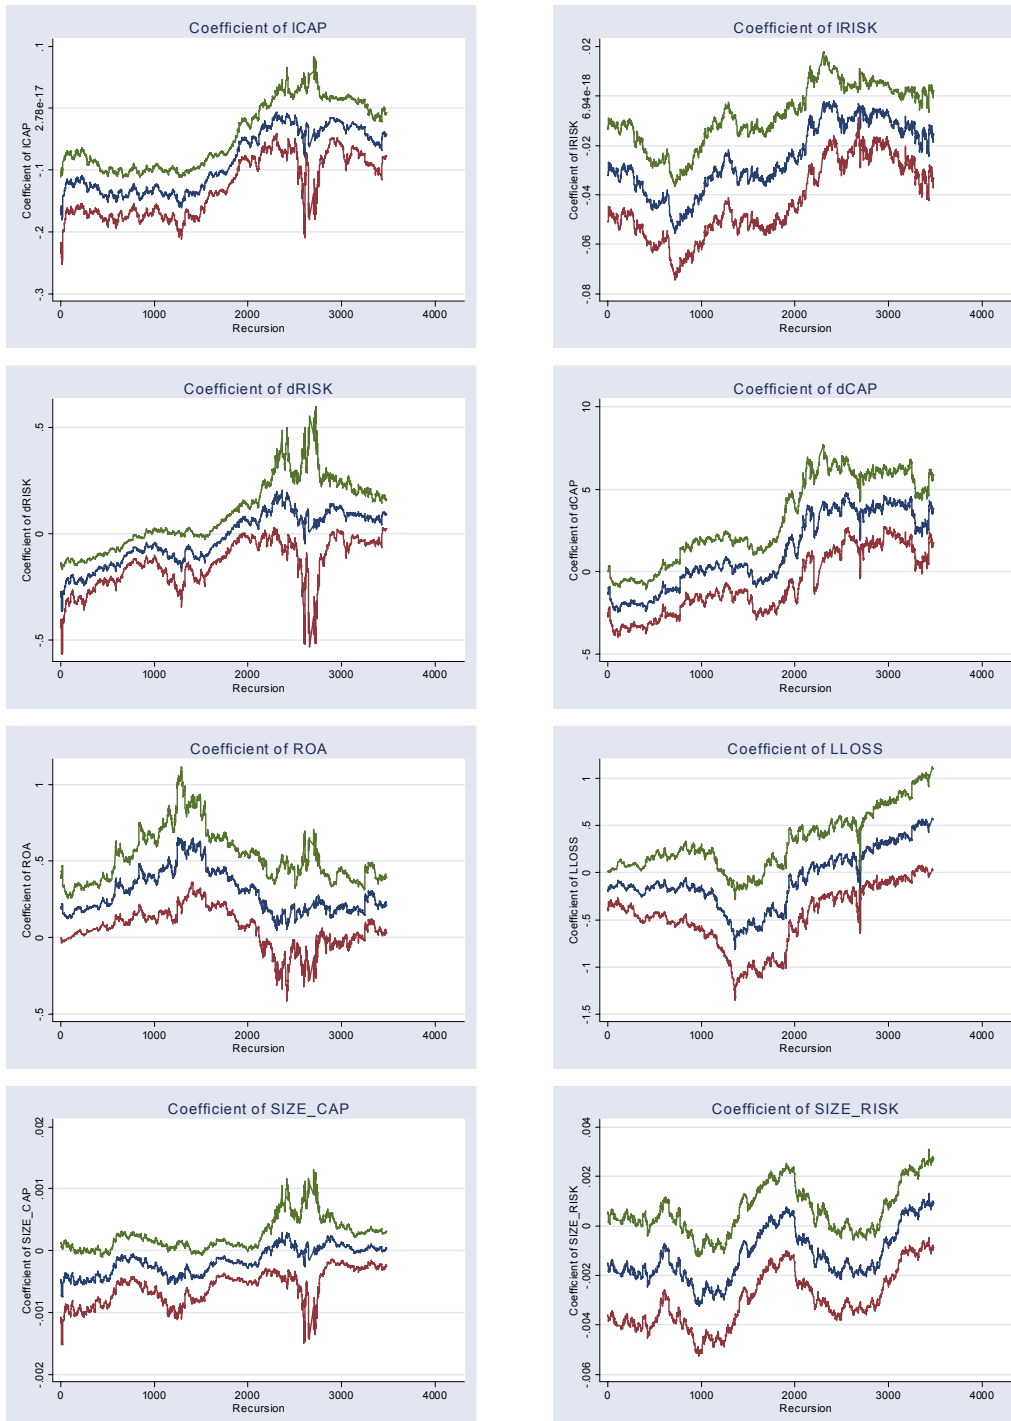 Coefficient of lCAP
Coefficient of lCAP
.1
2.78e-17
-.1
-.2
-.3
0 1000 2000 3000 4000
Recursion
Coefficient of lRISK
Coefficient of lRISK
.02
6.94e-18
-.02
-.04
-.06
-.08
0 1000 2000 3000 4000
Recursion
Coefficient of dRISK
Coefficient of dRISK
.5
0
-.5
0 1000 2000 3000 4000
Recursion
Coefficient of dCAP
Coefficient of dCAP
10
5
0
-5
0 1000 2000 3000 4000
Recursion
Coefficient of ROA
Coefficient of ROA
1
.5
0
-.5
0 1000 2000 3000 4000
Recursion
Coefficient of LLOSS
Coefficient of LLOSS
1
.5
0
-.5
-1
-1.5
0 1000 2000 3000 4000
Recursion
Coefficient of SIZE_CAP
Coefficient of SIZE_CAP
.002
.001
0
-.001
-.002
0 1000 2000 3000 4000
Recursion
Coefficient of SIZE_RISK
Coefficient of SIZE_RISK
.004
.002
0
-.002
-.004
-.006
0 1000 2000 3000 4000
Recursion